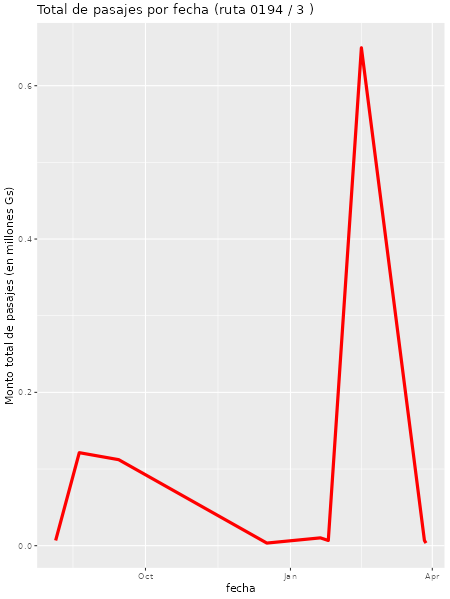 Total de pasajes por fecha (ruta 0194 / 3 )
Monto total de pasajes (en millones Gs)
0.6
0.4
0.2
0.0
Oct
Jan
Apr
fecha